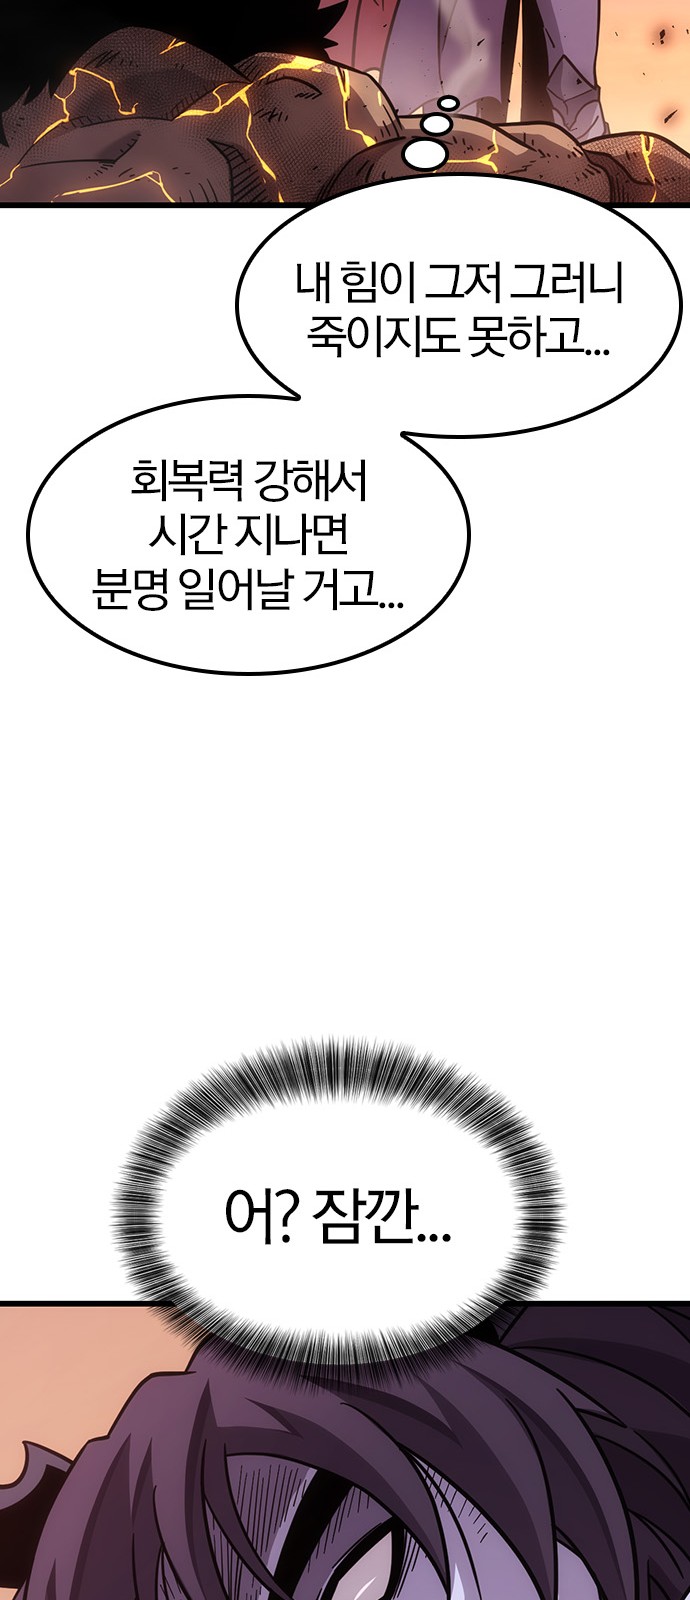 내 힘이 그저 그러니
죽이지도 못하고...
회복력 강해서
시간 지나면
분명 일어날 거고...
어? 잠깐...